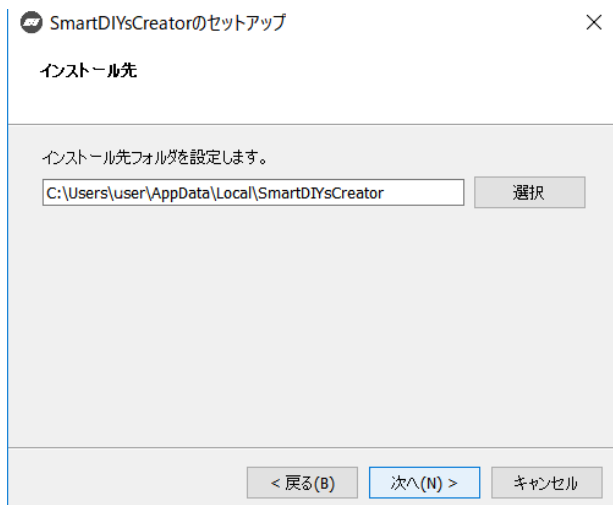 SmartDIYsCreatorのセットアップ
インストール先
インストール先フォルダを設定します。
C:\Users\user\AppData\Local\SmartDIYsCreator
選択
< 戻る(B)
次へ(N) >
キャンセル